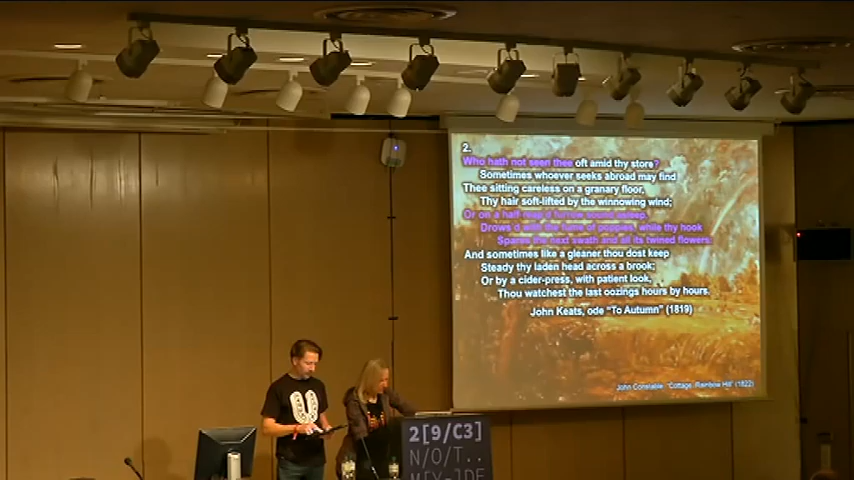 2.
Who hath not seen thee oft amid thy store?
Sometimes whoever seeks abroad may find
Thee sitting careless on a granary floor,
Thy hair soft-lifted by the winnowing wind;
Or on a half-reap'd furrow sound asleep,
Drows'd with the fume of poppies, while thy hook
Spares the next swath and all its twined flowers:
And sometimes like a gleaner thou dost keep
Steady thy laden head across a brook;
Or by a cider-press, with patient look,
Thou watchest the last oozings hours by hours.
John Keats, ode "To Autumn" (1819)
John Constable 'Cottage, Rainbow Hill' (1822)
2[9/C3]
N/O/T..